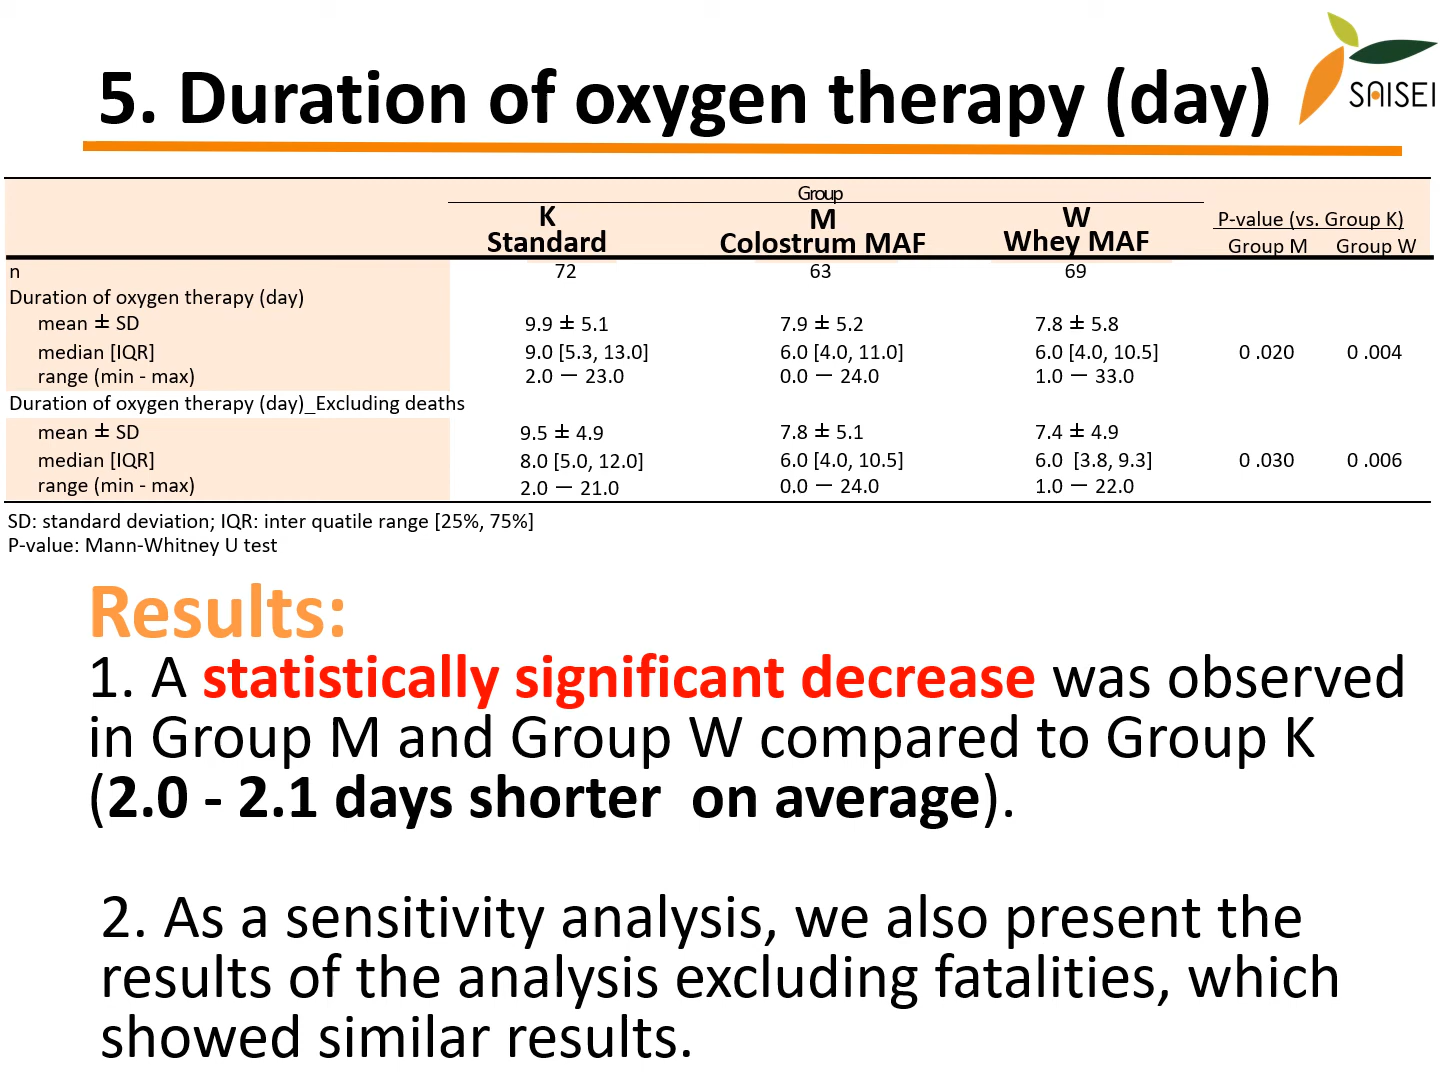 5. Duration of oxygen therapy (day)
SAISEI
Group
K M W P-value (vs. Group K)
Standard Colostrum MAF Whey MAF Group M Group W
n 72 63 69
Duration of oxygen therapy (day)
mean ± SD 9.9 ± 5.1 7.9 ± 5.2 7.8 ± 5.8
median [IQR] 9.0 [5.3, 13.0] 6.0 [4.0, 11.0] 6.0 [4.0, 10.5] 0 .020 0 .004
range (min - max) 2.0 — 23.0 0.0 — 24.0 1.0 — 33.0
Duration of oxygen therapy (day)_Excluding deaths
mean ± SD 9.5 ± 4.9 7.8 ± 5.1 7.4 ± 4.9
median [IQR] 8.0 [5.0, 12.0] 6.0 [4.0, 10.5] 6.0 [3.8, 9.3] 0 .030 0 .006
range (min - max) 2.0 — 21.0 0.0 — 24.0 1.0 — 22.0
SD: standard deviation; IQR: inter quatile range [25%, 75%]
P-value: Mann-Whitney U test
Results:
1. A statistically significant decrease was observed
in Group M and Group W compared to Group K
(2.0 - 2.1 days shorter on average).
2. As a sensitivity analysis, we also present the
results of the analysis excluding fatalities, which
showed similar results.